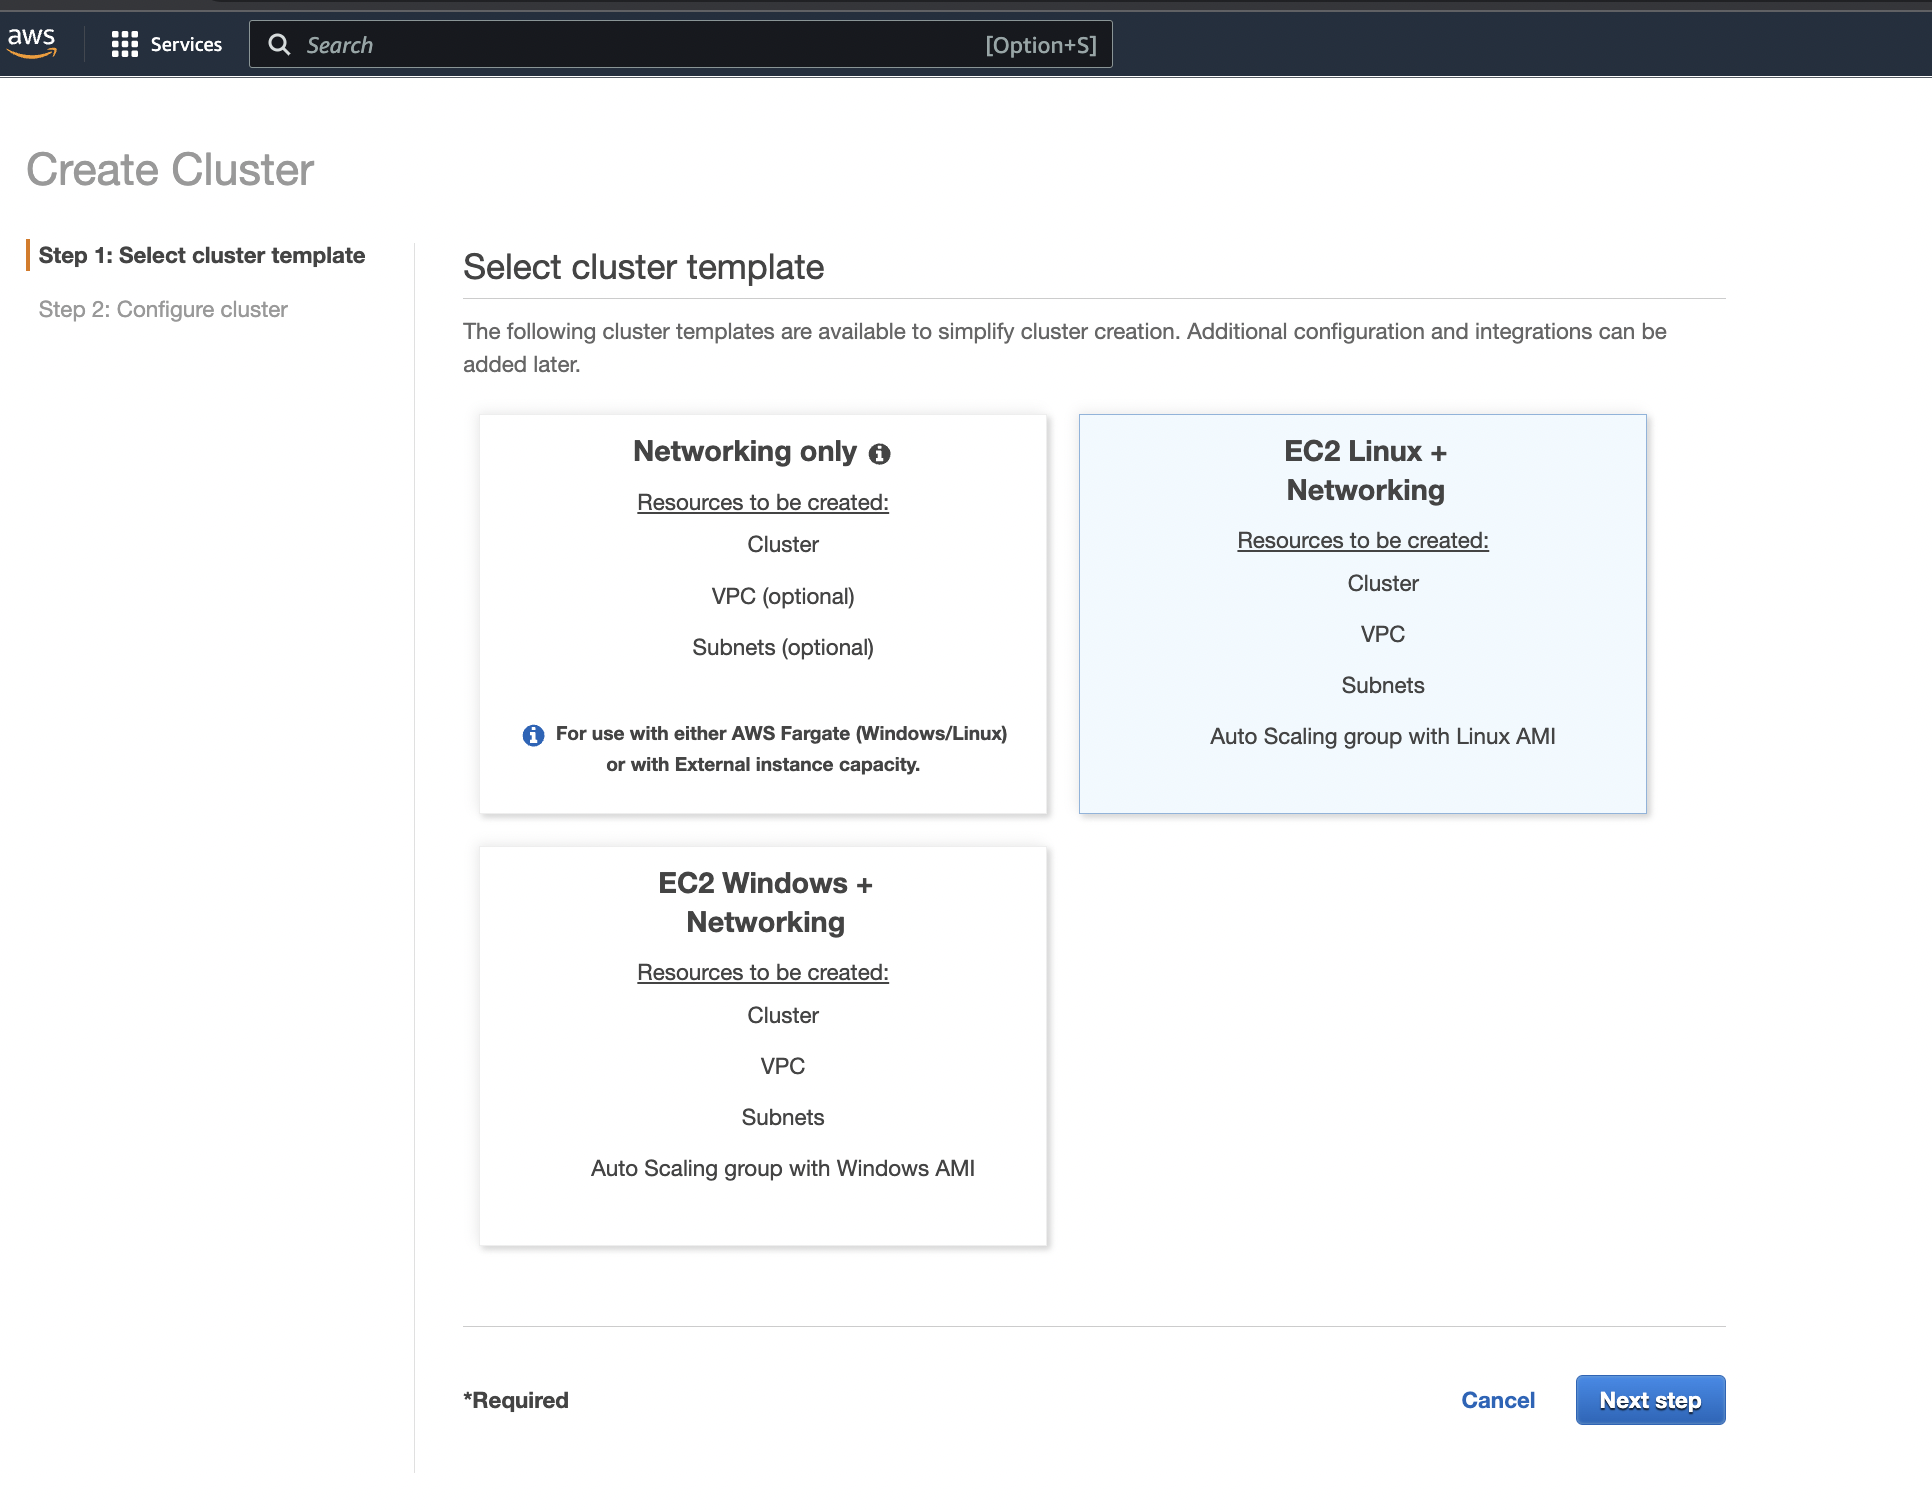 aws
Services
Search
[Option+S]
Create Cluster
Step 1: Select cluster template
Step 2: Configure cluster
Select cluster template
The following cluster templates are available to simplify cluster creation. Additional configuration and integrations can be
added later.
Networking only
Resources to be created:
Cluster
VPC (optional)
Subnets (optional)
For use with either AWS Fargate (Windows/Linux)
or with External instance capacity.
EC2 Linux +
Networking
Resources to be created:
Cluster
VPC
Subnets
Auto Scaling group with Linux AMI
EC2 Windows +
Networking
Resources to be created:
Cluster
VPC
Subnets
Auto Scaling group with Windows AMI
*Required
Cancel
Next step